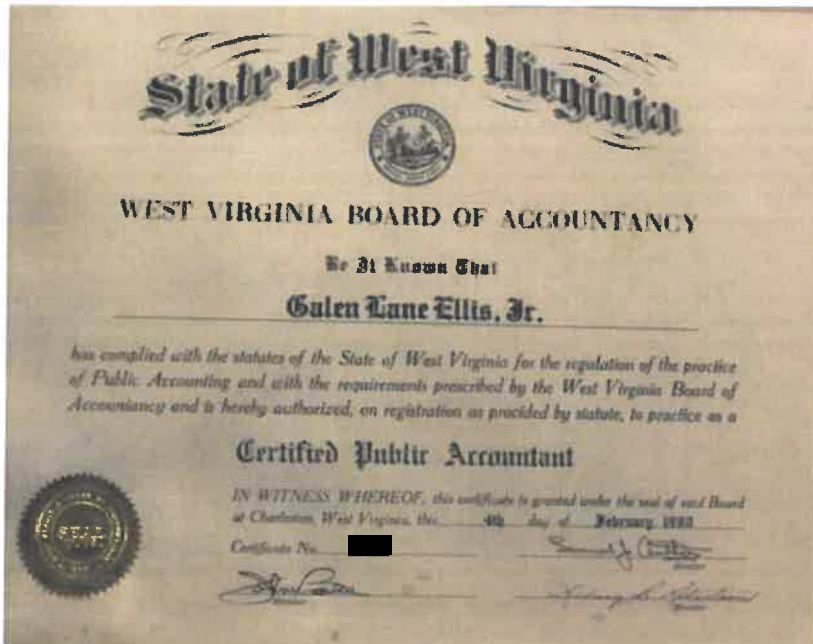 State of West Virginia
WEST VIRGINIA BOARD OF ACCOUNTANCY
Be It Known That
Galen Lane Ellis, Jr.
has complied with the statutes of the State of West Virginia for the regulation of the practice
of Public Accounting and with the requirements prescribed by the West Virginia Board of
Accountancy and is hereby authorized, on registration as provided by statute, to practice as a
Certified Public Accountant
IN WITNESS WHEREOF, this certificate is granted under the seal of said Board
at Charleston, West Virginia, this 4th day of February,
Certificate No.
SEAL